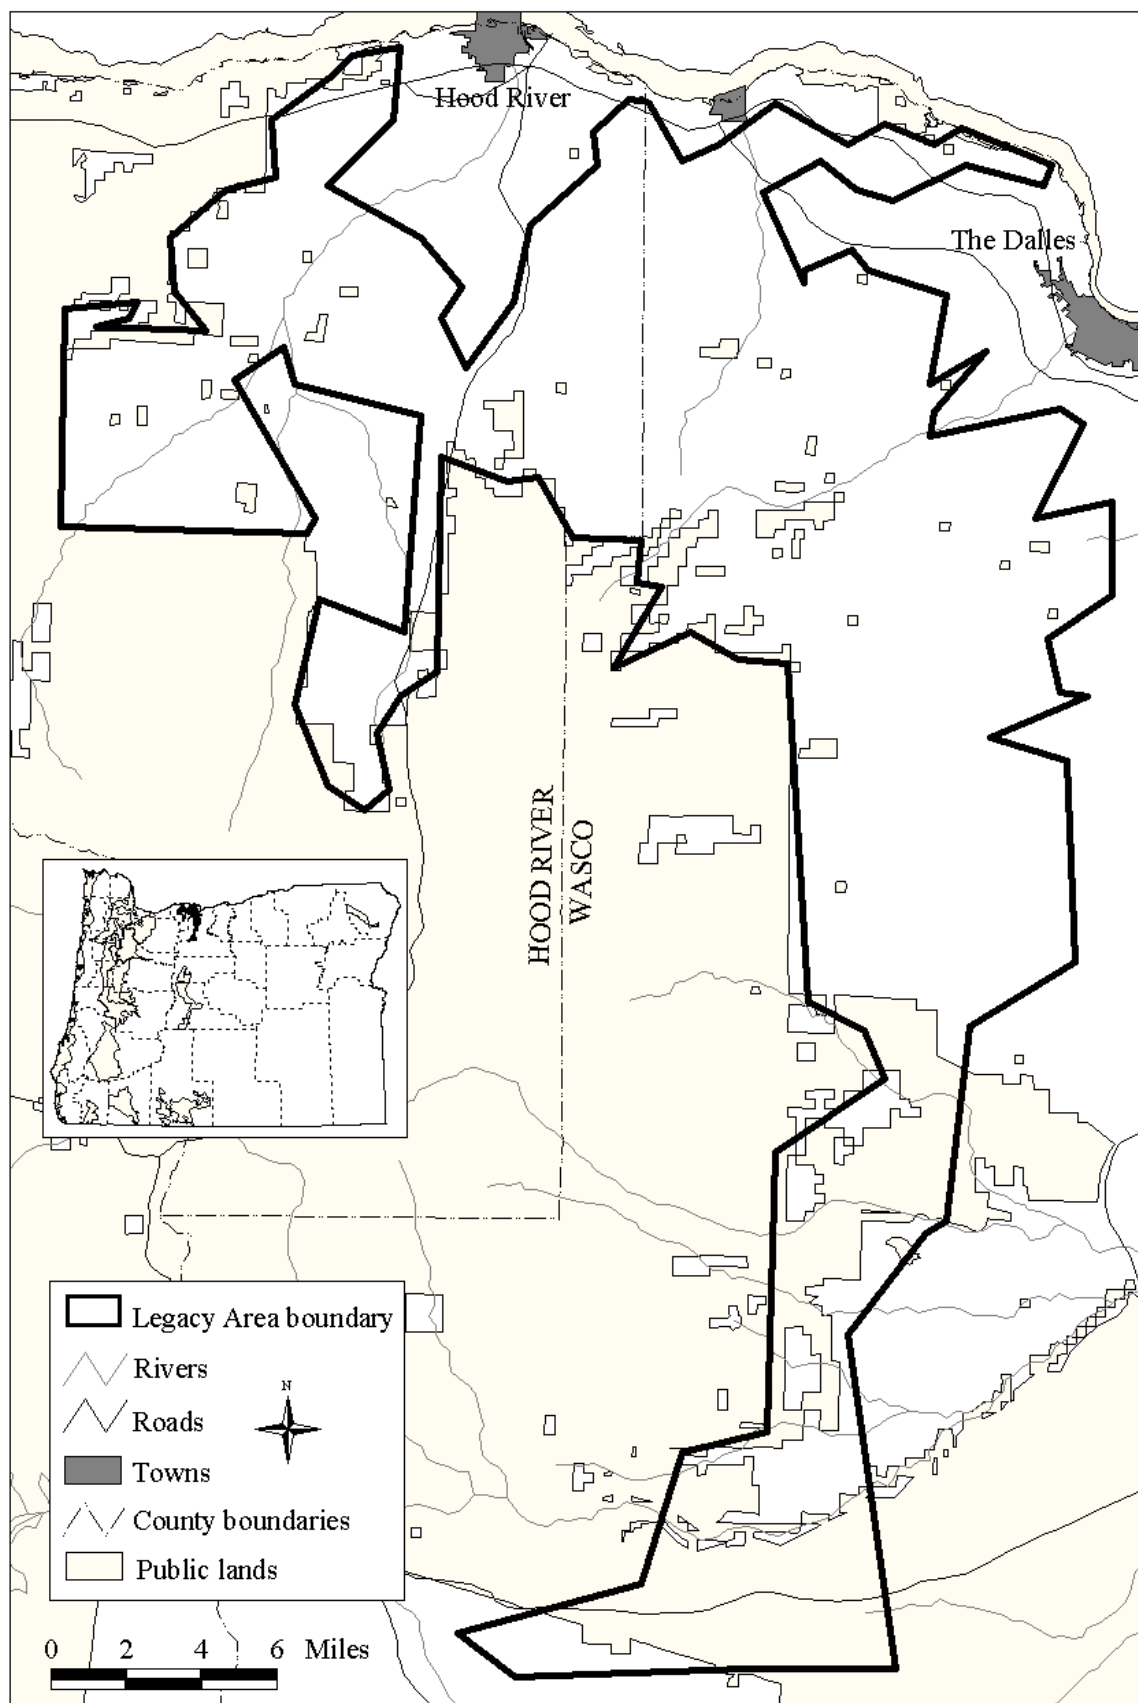 Hood River
The Dalles
HOOD RIVER
WASCO
Legacy Area boundary
Rivers
N
Roads
Towns
County boundaries
Public lands
0 2 4 6 Miles